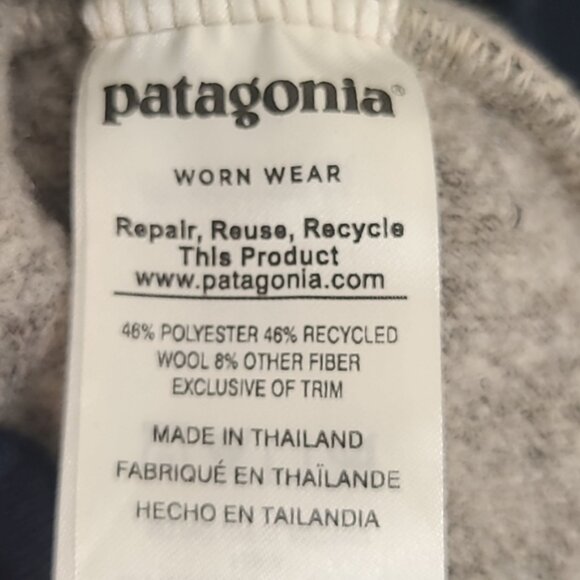 patagonia®
WORN WEAR
Repair, Reuse, Recycle
This Product
www.patagonia.com
46% POLYESTER 46% RECYCLED
WOOL 8% OTHER FIBER
EXCLUSIVE OF TRIM
MADE IN THAILAND
FABRIQUÉ EN THAÏLANDE
HECHO EN TAILANDIA